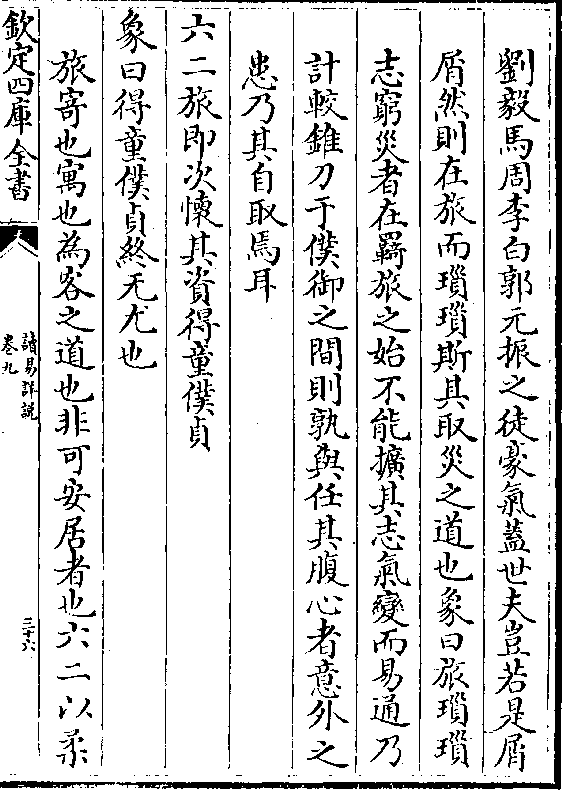 劉毅馬周李白郭元振之徒豪氣蓋世夫豈若是屑
屑然則在旅而瑣瑣斯其取災之道也象曰旅瑣瑣
志窮災者在羇旅之始不能擴其志氣變而易通乃
計較錐刀于僕御之間則孰與任其腹心者意外之
患乃其自取焉耳
六二旅即次懷其資得童僕貞
象曰得童僕貞終无尤也
旅寄也寓也為客之道也非可安居者也六二以柔
欽定四庫全書
讀易詳說
卷九
三十六